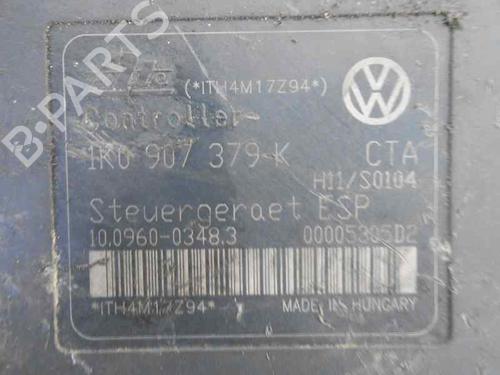 ate (*ITH4M17Z94*)
Controller
1K0 907 379 K CTA
H11/S0104
Steuergeraet ESP
10.0960-0348.3 00005305D2
*ITH4M17Z94* MADE IN HUNGARY
B-PARTS